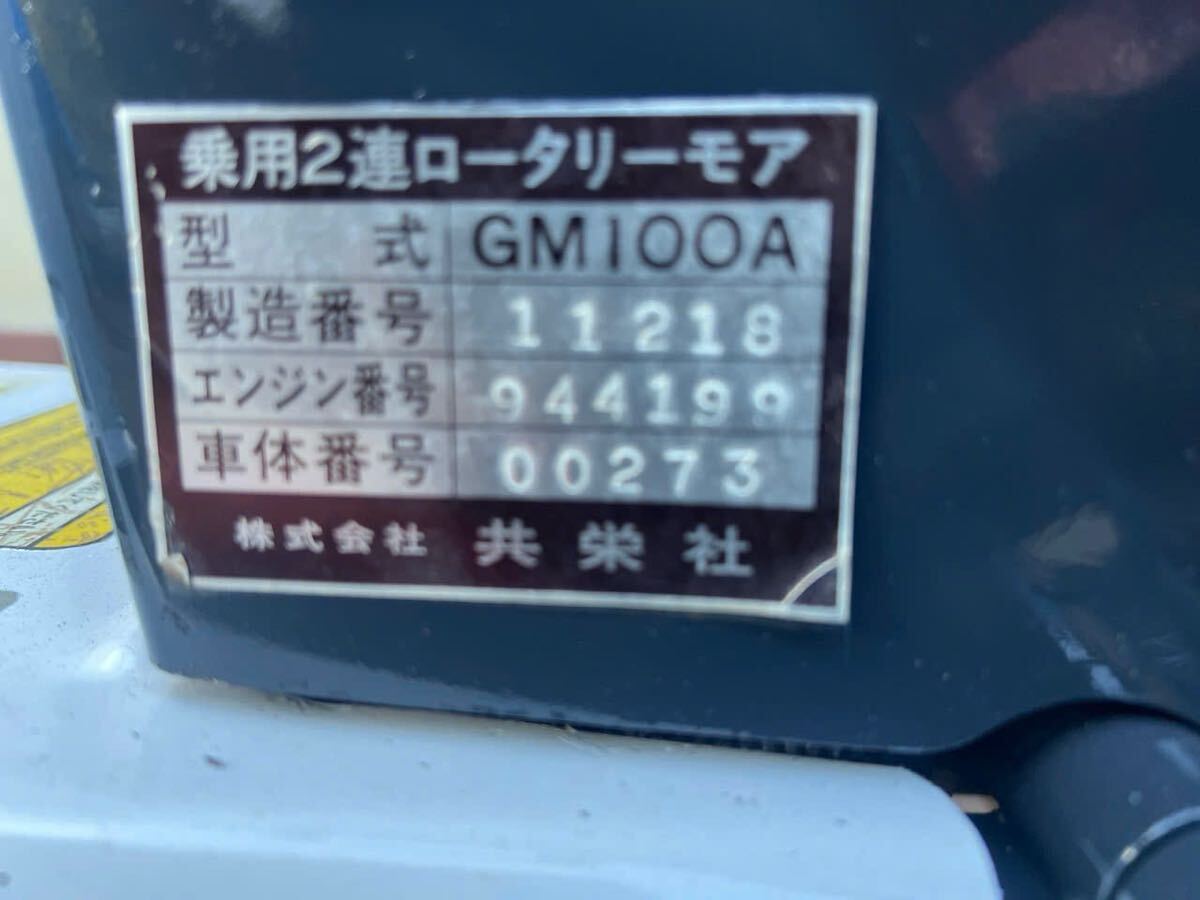 乗用2連ロータリーモア
型式 GM100A
製造番号 11218
エンジン番号 944199
車体番号 00273
株式会社 共栄社